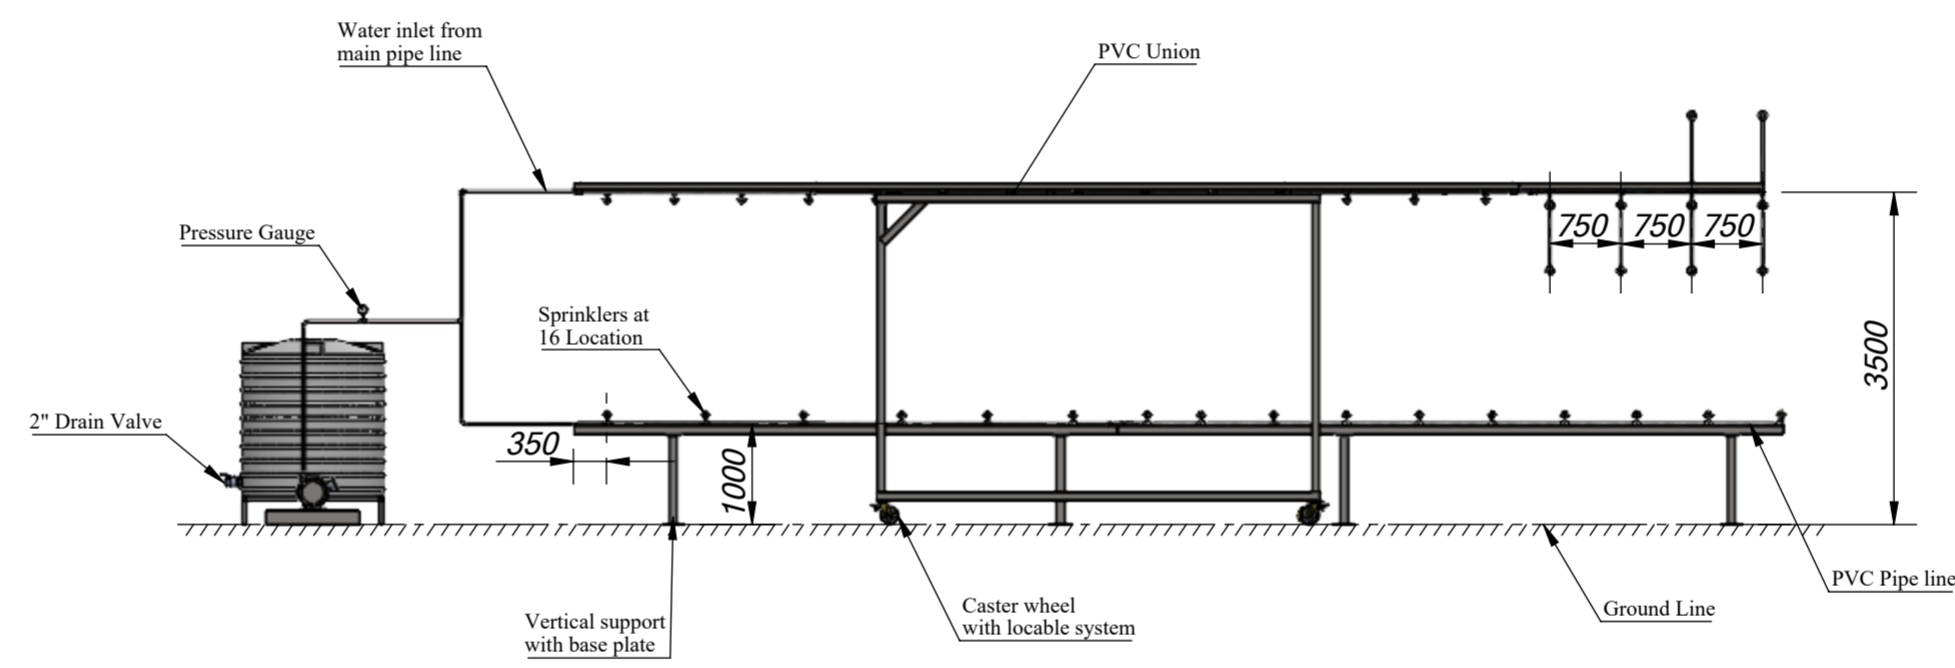 Water inlet from
main pipe line
PVC Union
Pressure Gauge
750 750 750
Sprinklers at
16 Location
3500
2" Drain Valve
350
1000
PVC Pipe line
Caster wheel
with locable system
Ground Line
Vertical support
with base plate